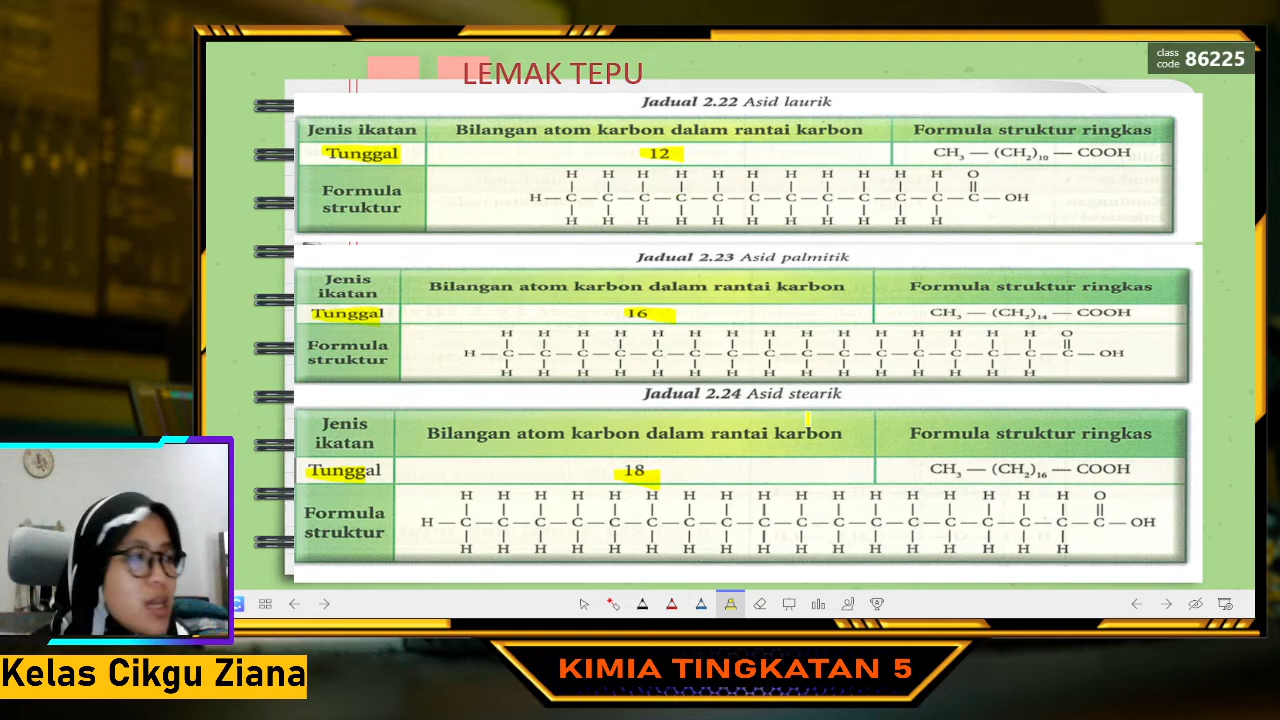 class
code 86225
LEMAK TEPU
Jadual 2.22 Asid laurik
Jenis ikatan Bilangan atom karbon dalam rantai karbon Formula struktur ringkas
Tunggal 12 CH₃ — (CH₂)₁₀ — COOH
Formula
struktur
H H H H H H H H H H H O
H — C — C — C — C — C — C — C — C — C — C — C — C — OH
H H H H H H H H H H H
Jadual 2.23 Asid palmitik
Jenis
ikatan
Bilangan atom karbon dalam rantai karbon Formula struktur ringkas
Tunggal 16 CH₃ — (CH₂)₁₄ — COOH
Formula
struktur
H H H H H H H H H H H H H H H O
H — C — C — C — C — C — C — C — C — C — C — C — C — C — C — C — C — OH
H H H H H H H H H H H H H H H
Jadual 2.24 Asid stearik
Jenis
ikatan
Bilangan atom karbon dalam rantai karbon Formula struktur ringkas
Tunggal 18 CH₃ — (CH₂)₁₆ — COOH
Formula
struktur
H H H H H H H H H H H H H H H H H O
H — C — C — C — C — C — C — C — C — C — C — C — C — C — C — C — C — C — C — OH
H H H H H H H H H H H H H H H H H
Kelas Cikgu Ziana
KIMIA TINGKATAN 5